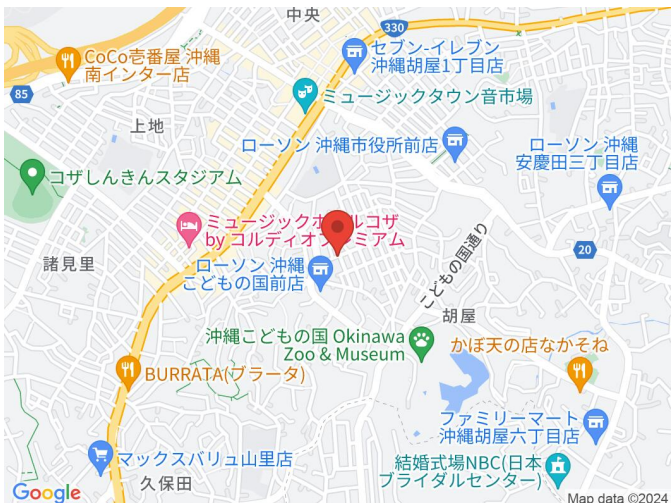 中央
330
CoCo壱番屋 沖縄
南インター店
セブン-イレブン
沖縄胡屋1丁目店
85
ミュージックタウン音市場
上地
ローソン 沖縄市役所前店
ローソン 沖縄
安慶田三丁目店
コザしんきんスタジアム
ミュージックホテルコザ
by コルディオプレミアム
諸見里
ローソン 沖縄
こどもの国前店
こどもの国通り
20
胡屋
沖縄こどもの国 Okinawa
Zoo & Museum
かぼ天の店なかそね
BURRATA(ブラータ)
ファミリーマート
沖縄胡屋六丁目店
マックスバリュ山里店
久保田
結婚式場NBC(日本
ブライダルセンター)
Google
Map data ©2024